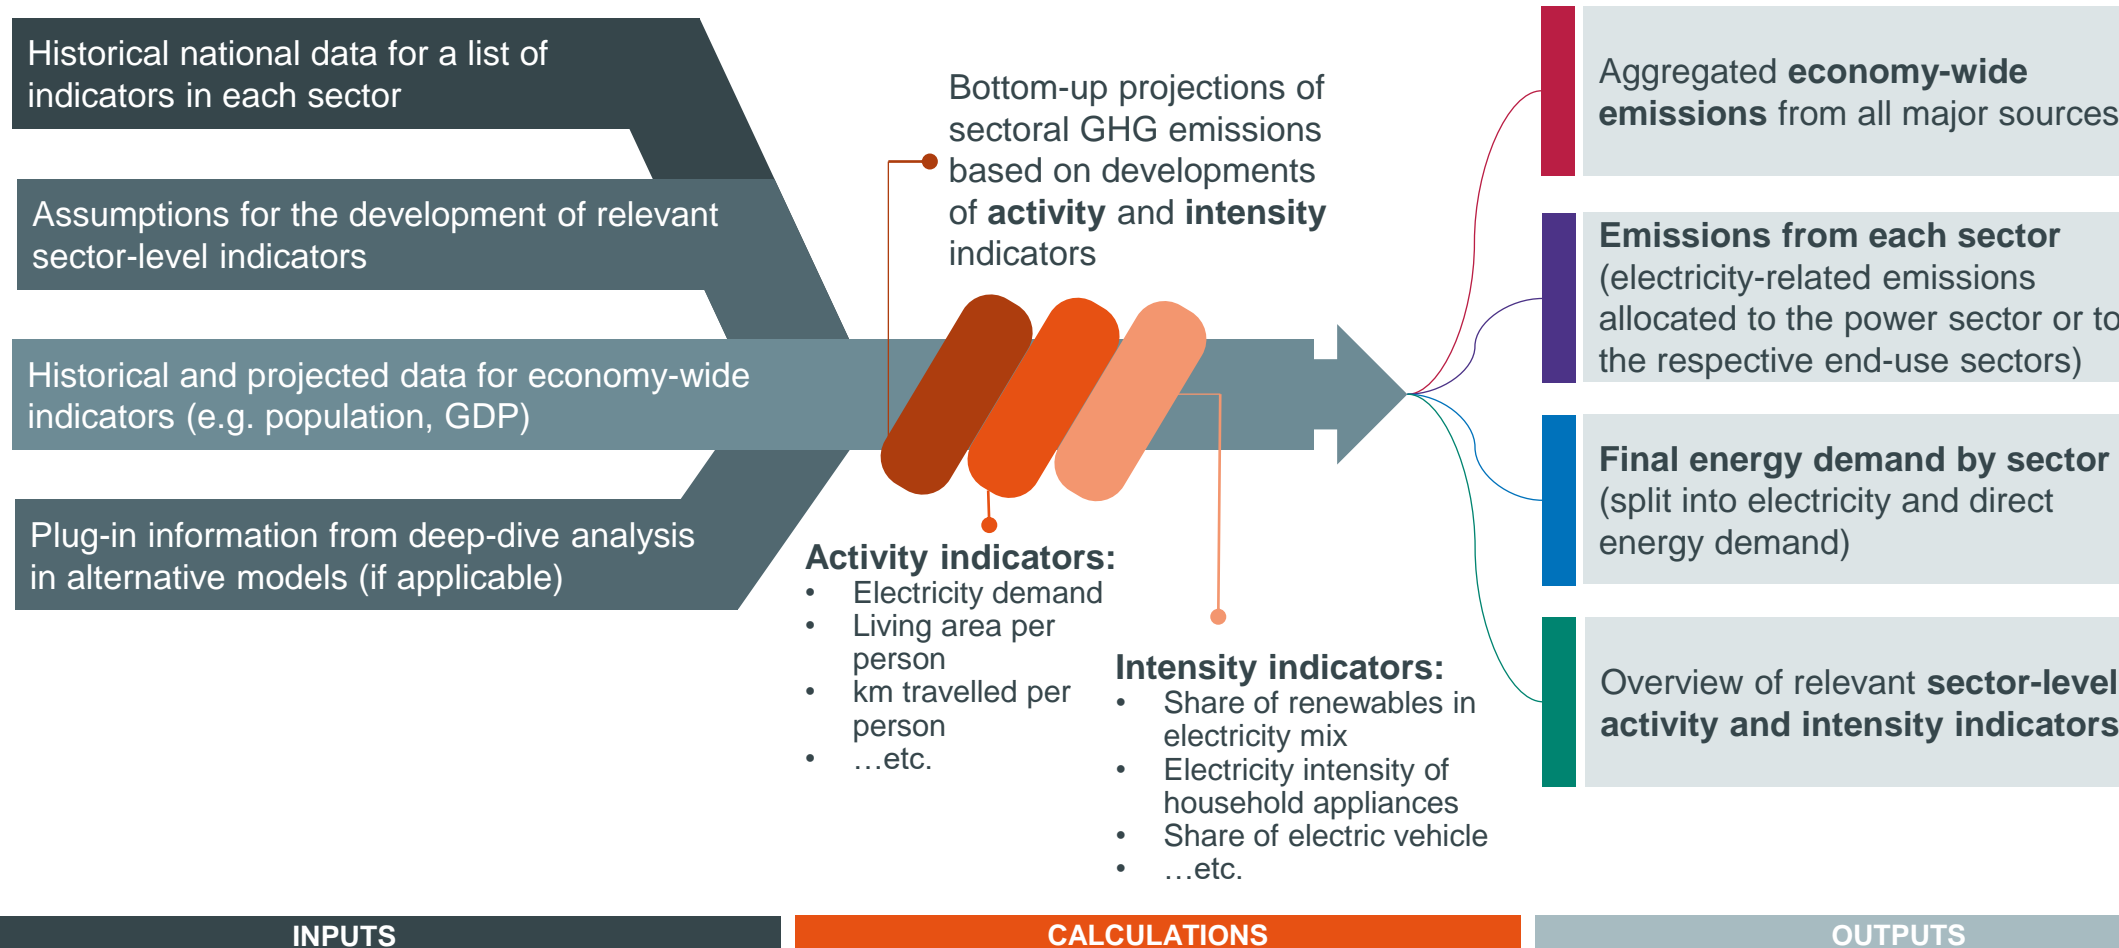 Historical national data for a list of
indicators in each sector
Assumptions for the development of relevant
sector-level indicators
Historical and projected data for economy-wide
indicators (e.g. population, GDP)
Plug-in information from deep-dive analysis
in alternative models (if applicable)
Bottom-up projections of
sectoral GHG emissions
based on developments
of activity and intensity
indicators
Activity indicators:
• Electricity demand
• Living area per
person
• km travelled per
person
• …etc.
Intensity indicators:
• Share of renewables in
electricity mix
• Electricity intensity of
household appliances
• Share of electric vehicle
• …etc.
Aggregated economy-wide
emissions from all major sources
Emissions from each sector
(electricity-related emissions
allocated to the power sector or to
the respective end-use sectors)
Final energy demand by sector
(split into electricity and direct
energy demand)
Overview of relevant sector-level
activity and intensity indicators
INPUTS
CALCULATIONS
OUTPUTS